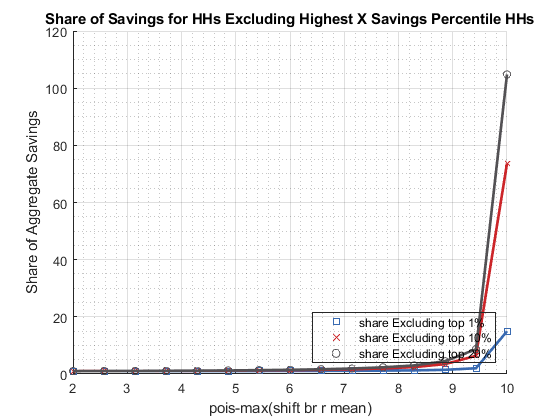 Share of Savings for HHs Excluding Highest X Savings Percentile HHs
120
100
80
60
40
20
0
Share of Aggregate Savings
share Excluding top 1%
share Excluding top 10%
share Excluding top 20%
2 3 4 5 6 7 8 9 10
pois-max(shift br r mean)